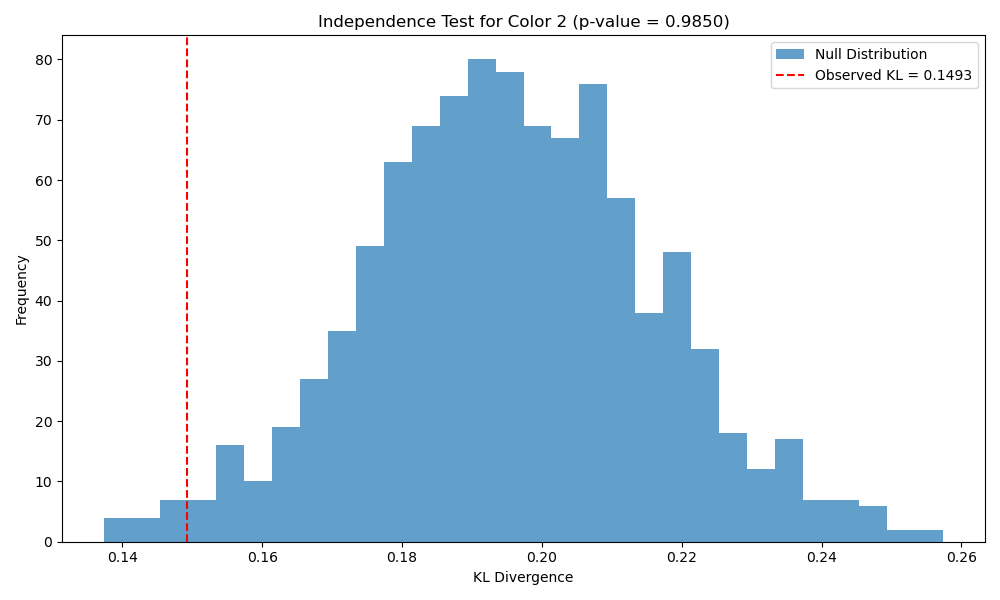 Independence Test for Color 2 (p-value = 0.9850)
Null Distribution
Observed KL = 0.1493
Frequency
80
70
60
50
40
30
20
10
0
0.14 0.16 0.18 0.20 0.22 0.24 0.26
KL Divergence